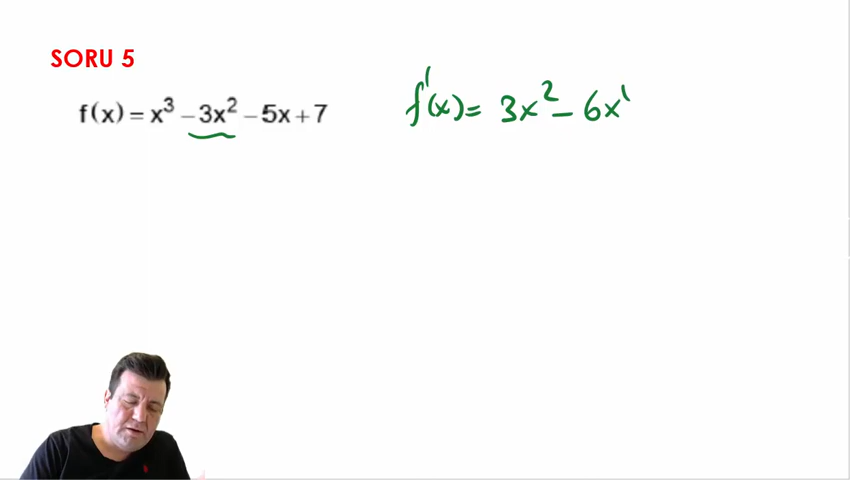 SORU 5
f(x) = x³ − 3x² − 5x + 7
f'(x) = 3x² − 6x¹